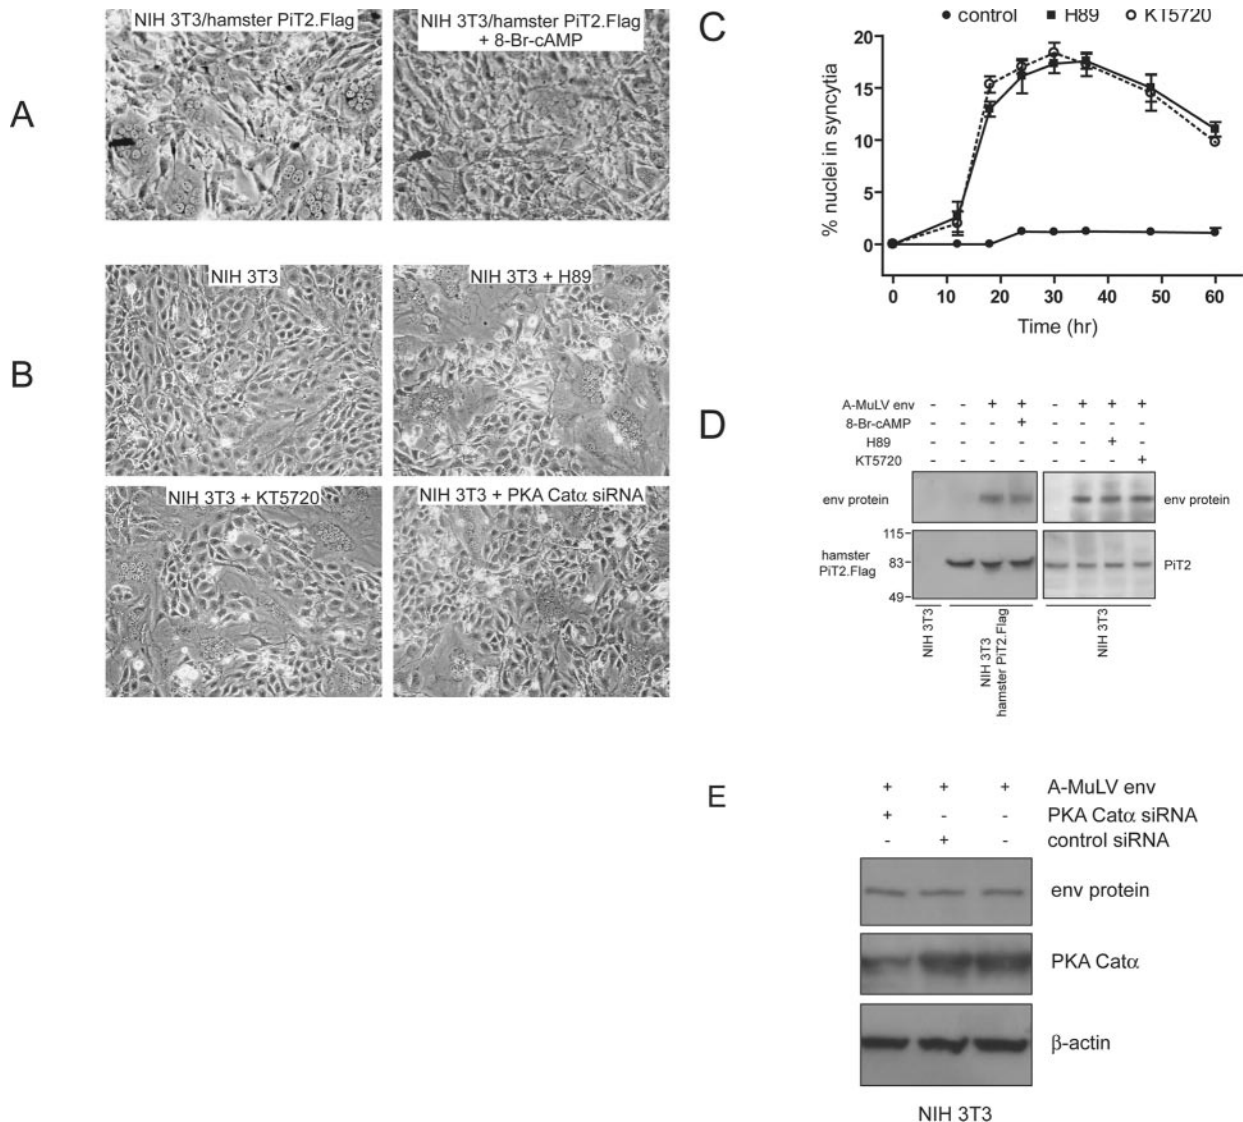 A
NIH 3T3/hamster PiT2.Flag
NIH 3T3/hamster PiT2.Flag
+ 8-Br-cAMP
B
NIH 3T3
NIH 3T3 + H89
NIH 3T3 + KT5720
NIH 3T3 + PKA Catα siRNA
C
control H89 KT5720
% nuclei in syncytia
20
15
10
5
0
0 10 20 30 40 50 60
Time (hr)
D
A-MuLV env - - + + - + + +
8-Br-cAMP - - - + - - - -
H89 - - - - - - + -
KT5720 - - - - - - - +
env protein
env protein
hamster
PiT2.Flag
115
83
49
PiT2
NIH 3T3
NIH 3T3
hamster PiT2.Flag
NIH 3T3
E
+ + + A-MuLV env
+ - - PKA Catα siRNA
- + - control siRNA
env protein
PKA Catα
β-actin
NIH 3T3